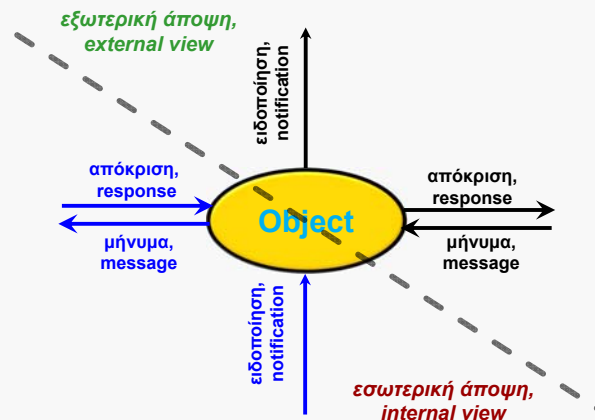 εξωτερική άποψη,
external view
ειδοποίηση,
notification
απόκριση,
response
μήνυμα,
message
Object
απόκριση,
response
μήνυμα,
message
ειδοποίηση,
notification
εσωτερική άποψη,
internal view